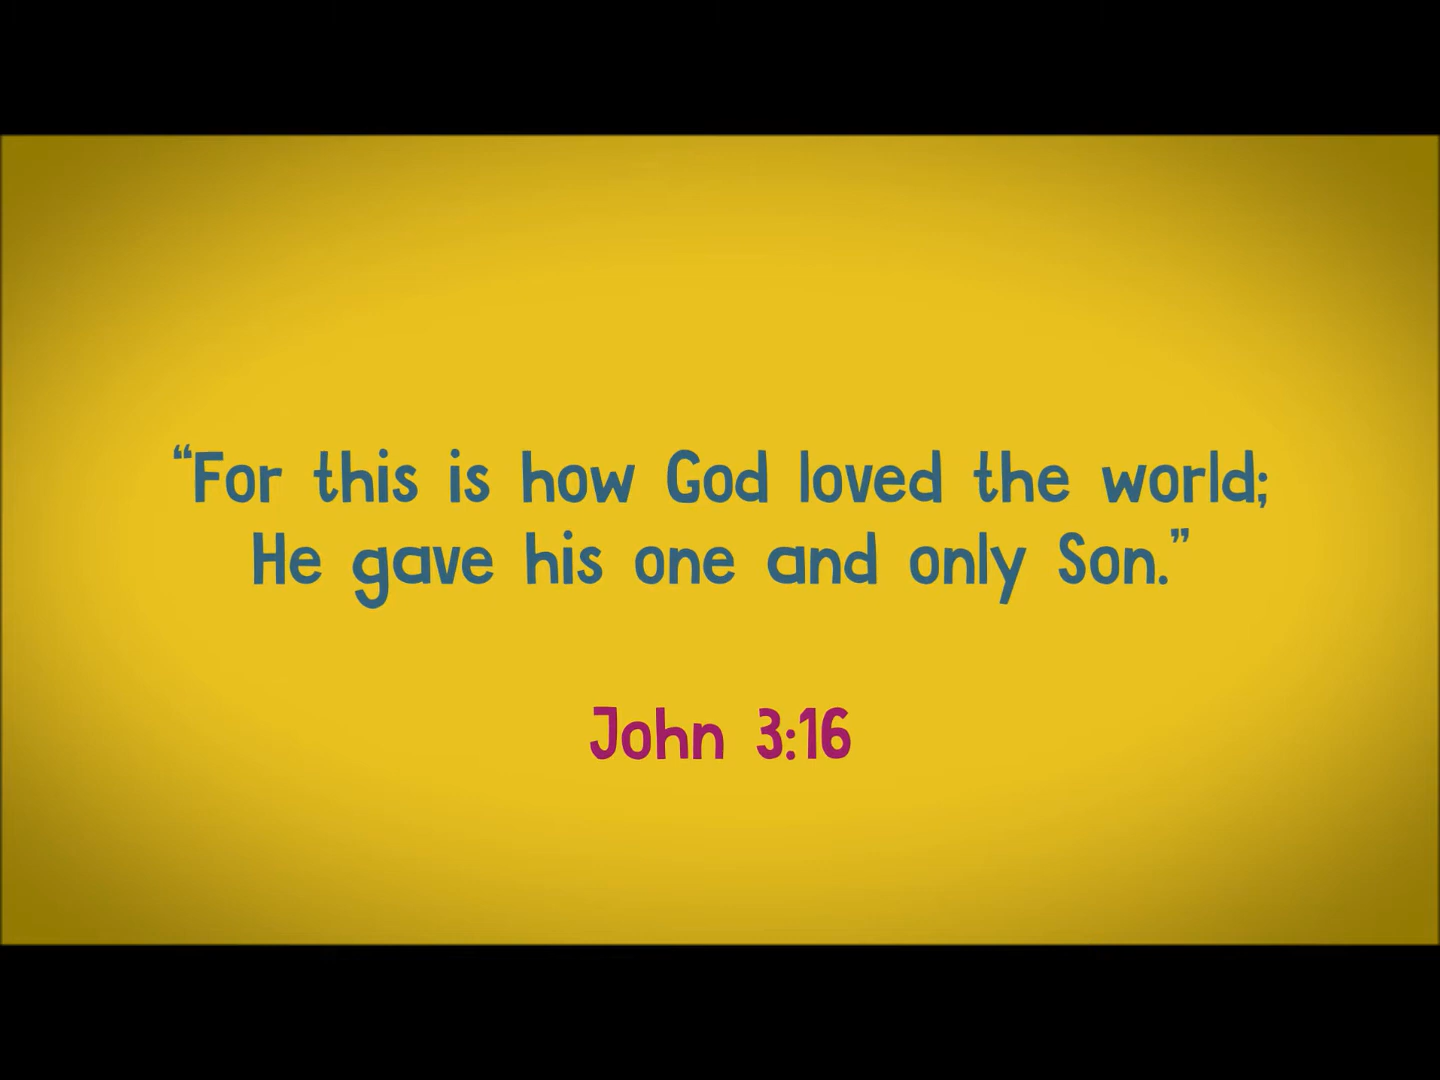 “For this is how God loved the world;
He gave his one and only Son.”
John 3:16